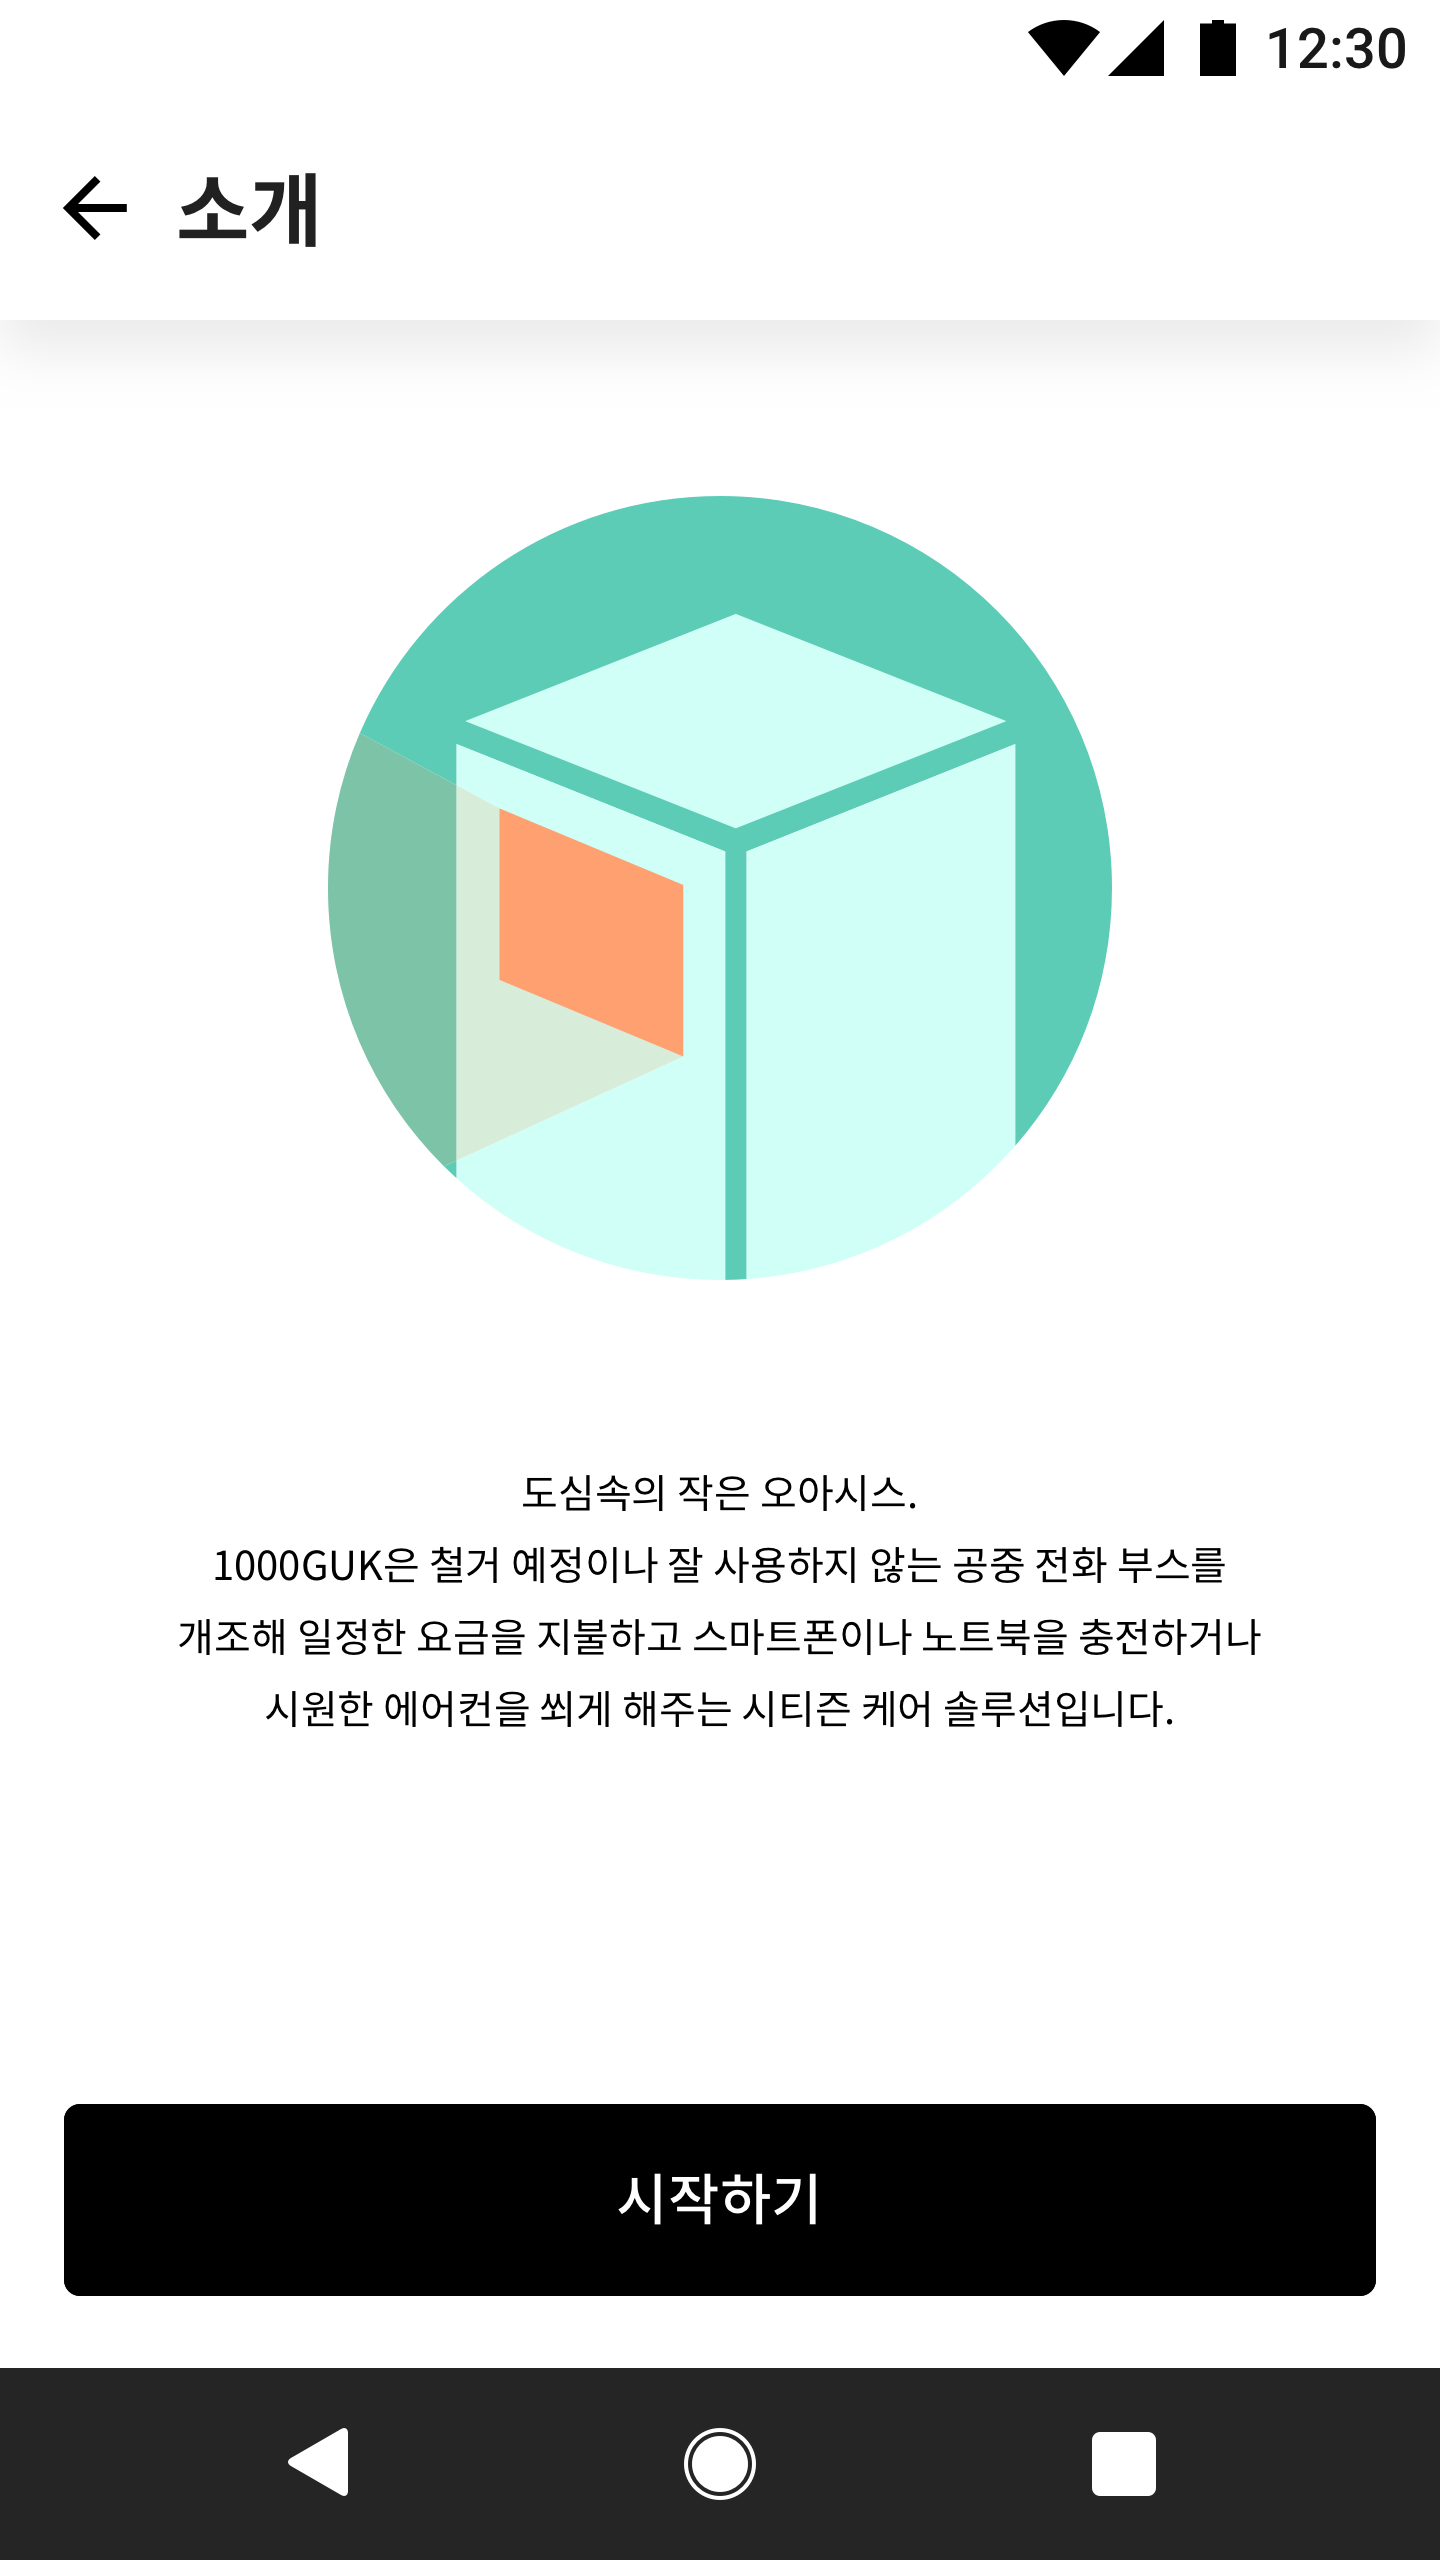 12:30
소개
도심속의 작은 오아시스.
1000GUK은 철거 예정이나 잘 사용하지 않는 공중 전화 부스를
개조해 일정한 요금을 지불하고 스마트폰이나 노트북을 충전하거나
시원한 에어컨을 쐬게 해주는 시티즌 케어 솔루션입니다.
시작하기